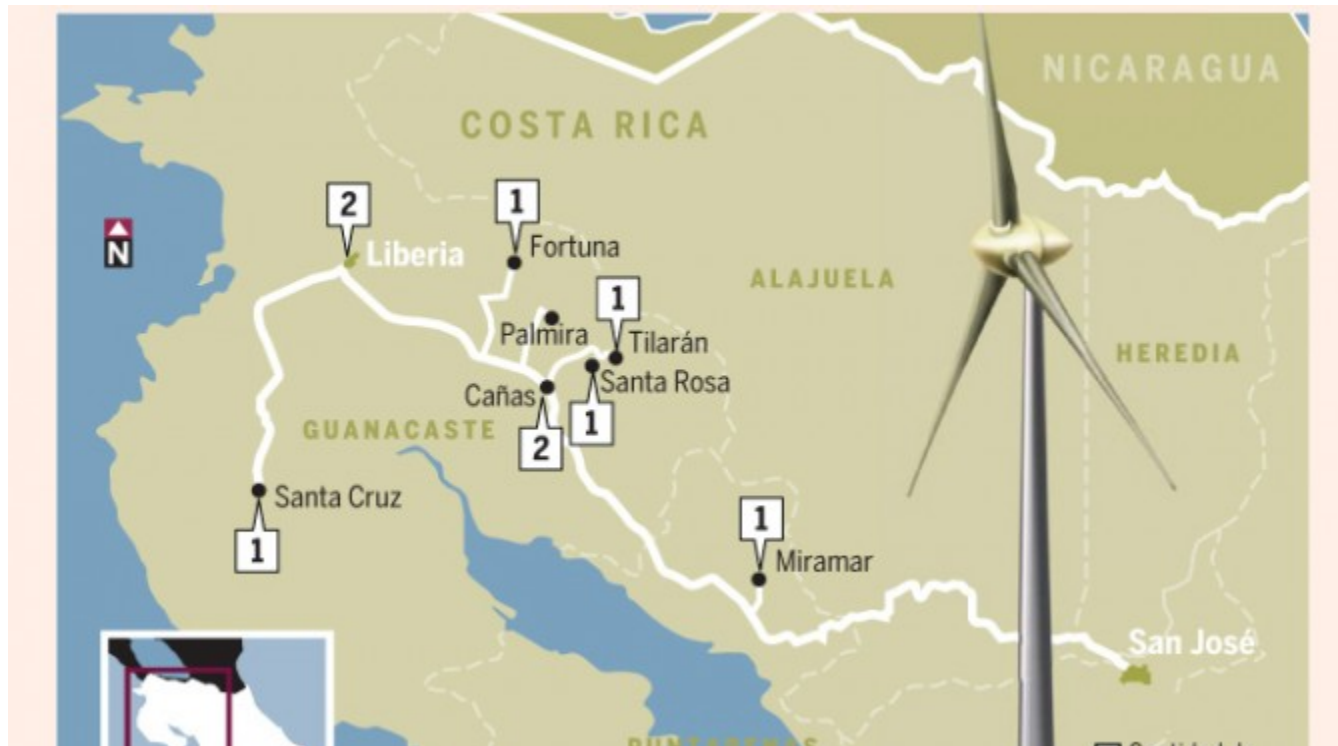 NICARAGUA
COSTA RICA
2
1
Liberia
Fortuna
N
ALAJUELA
1
Palmira
Tilarán
HEREDIA
Santa Rosa
Cañas
1
GUANACASTE
2
Santa Cruz
1
1
Miramar
San José